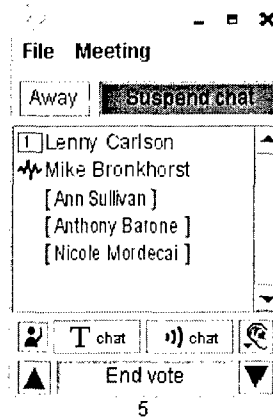 File Meeting
Away Suspend chat
1 Lenny Carlson
Mike Bronkhorst
[ Ann Sullivan ]
[ Anthony Barone ]
[ Nicole Mordecai ]
T chat chat
End vote
5